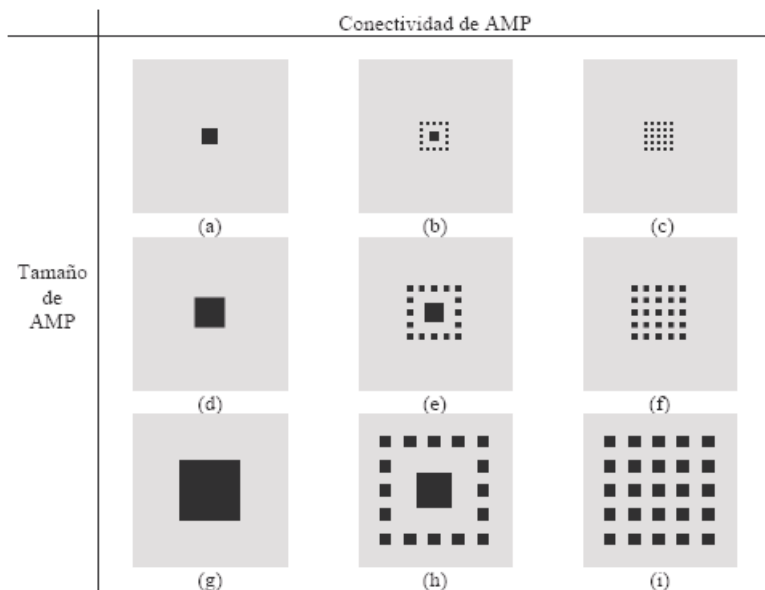 Conectividad de AMP
(a)
(b)
(c)
Tamaño
de
AMP
(d)
(e)
(f)
(g)
(h)
(i)